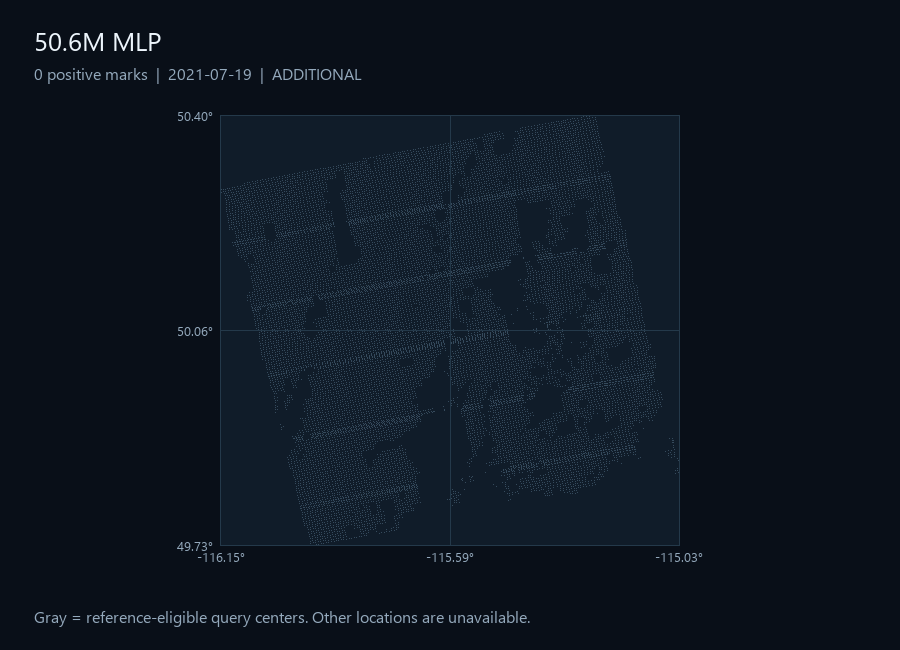 50.6M MLP
0 positive marks | 2021-07-19 | ADDITIONAL
50.40°
50.06°
49.73°
-116.15° -115.59° -115.03°
Gray = reference-eligible query centers. Other locations are unavailable.